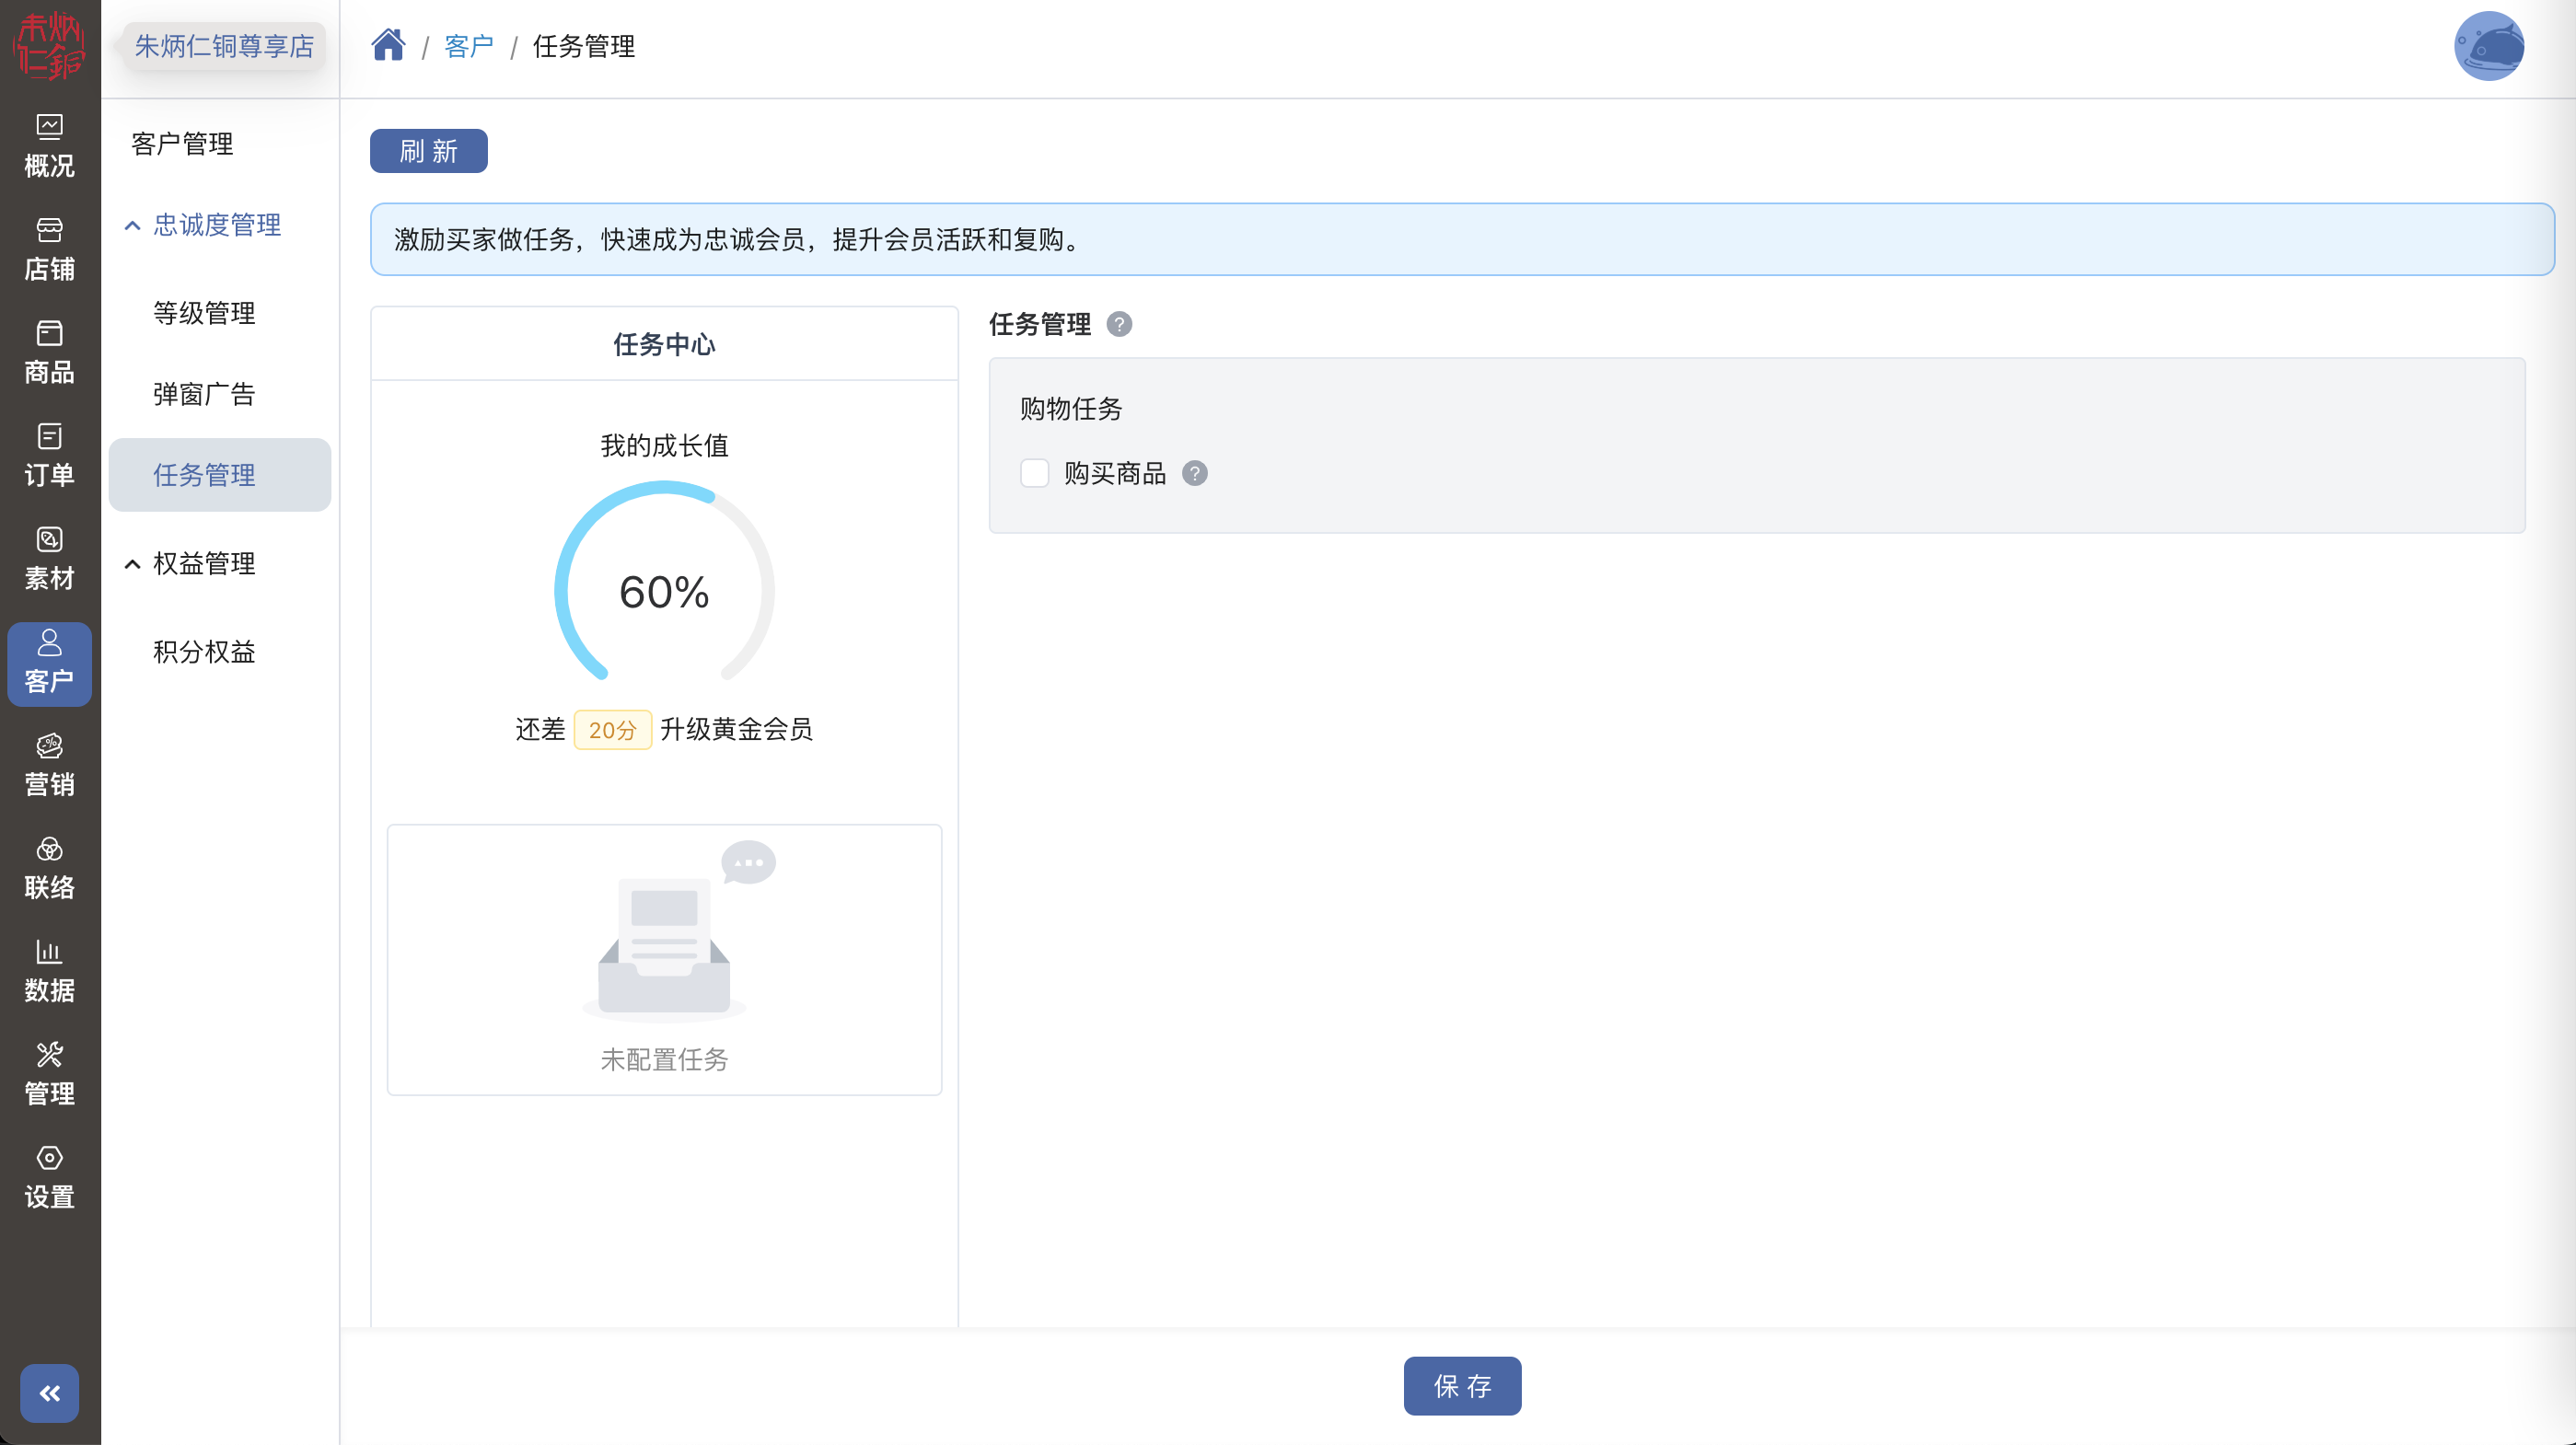 朱炳仁铜
朱炳仁铜尊享店
/ 客户 / 任务管理
概况
店铺
商品
订单
素材
客户
营销
联络
数据
管理
设置
客户管理
忠诚度管理
等级管理
弹窗广告
任务管理
权益管理
积分权益
刷 新
激励买家做任务，快速成为忠诚会员，提升会员活跃和复购。
任务中心
我的成长值
60%
还差 20分 升级黄金会员
未配置任务
任务管理 ?
购物任务
购买商品 ?
保 存